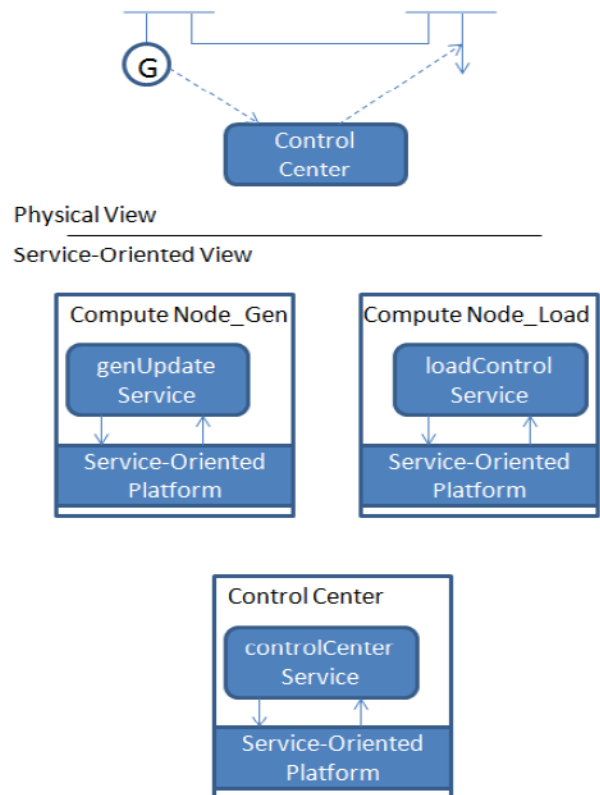 G
Control
Center
Physical View
Service-Oriented View
Compute Node_Gen
genUpdate
Service
Service-Oriented
Platform
Compute Node_Load
loadControl
Service
Service-Oriented
Platform
Control Center
controlCenter
Service
Service-Oriented
Platform